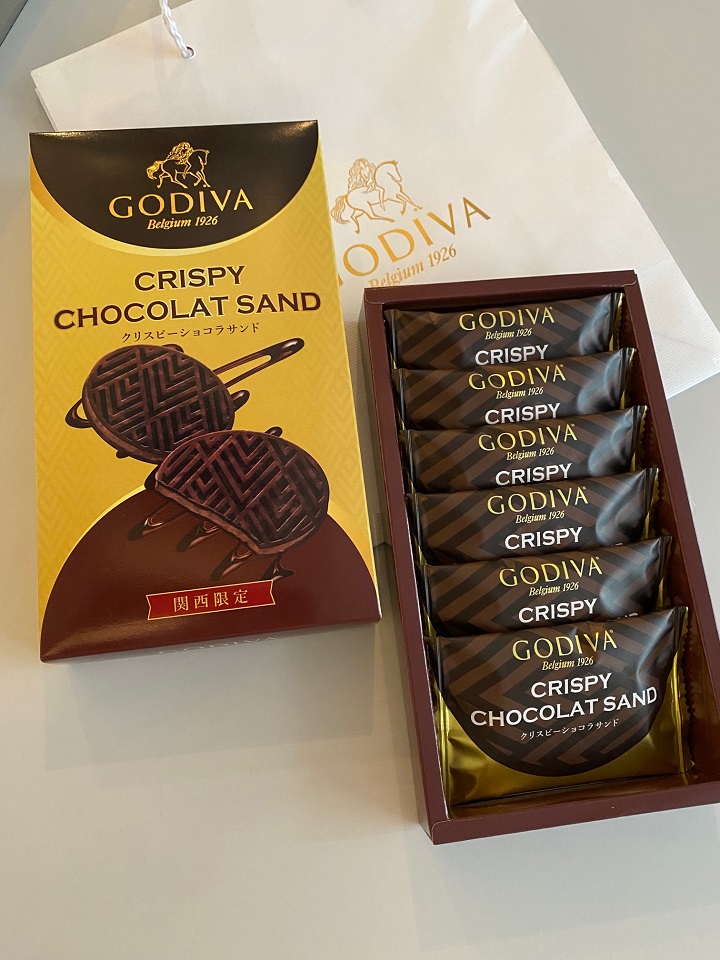 GODIVA
Belgium 1926
CRISPY
CHOCOLAT SAND
クリスピーショコラサンド
関西限定
GODIVA
GODIVA
Belgium 1926
GODIVA
Belgium 1926
CRISPY
GODIVA
Belgium 1926
CRISPY
GODIVA
Belgium 1926
CRISPY
GODIVA
Belgium 1926
CRISPY
GODIVA
Belgium 1926
CRISPY
GODIVA
Belgium 1926
CRISPY
CHOCOLAT SAND
クリスピーショコラサンド